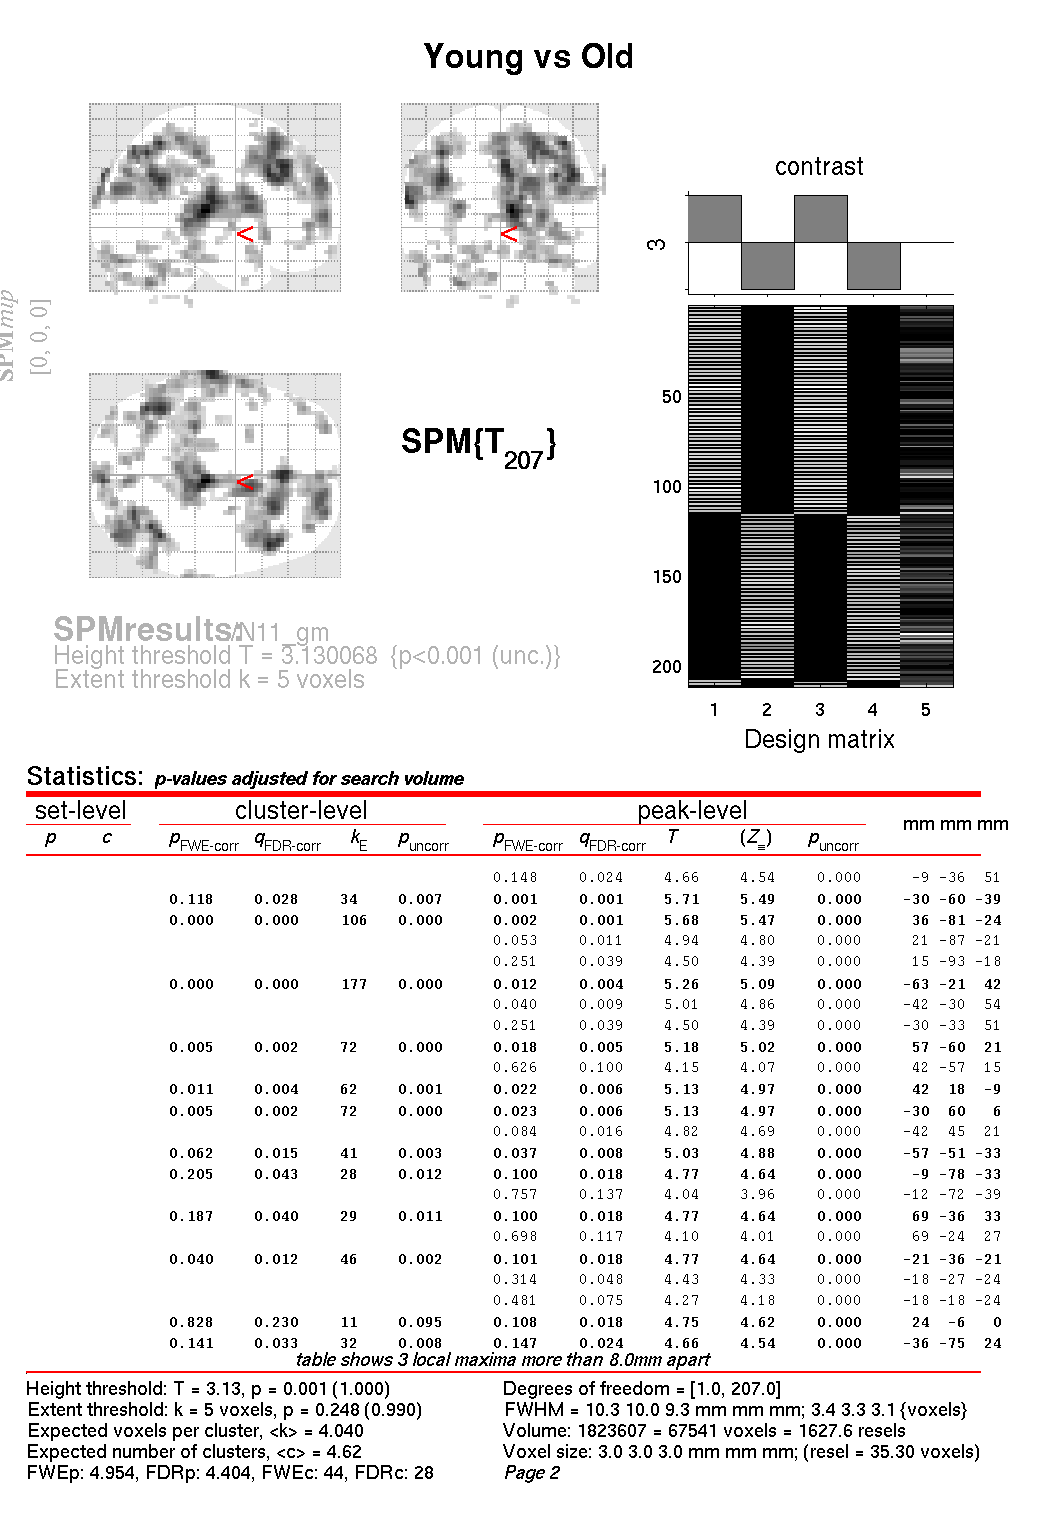 Young vs Old
contrast
3
SPMmip
[0, 0, 0]
<
<
<
SPM{T207}
50
100
150
200
1 2 3 4 5
Design matrix
SPMresults: ./N11_gm
Height threshold T = 3.130068 {p<0.001 (unc.)}
Extent threshold k = 5 voxels
Statistics: p-values adjusted for search volume
set-level cluster-level peak-level
p c pFWE-corr qFDR-corr kE puncorr pFWE-corr qFDR-corr T (Z≡) puncorr mm mm mm
0.148 0.024 4.66 4.54 0.000 -9 -36 51
0.118 0.028 34 0.007 0.001 0.001 5.71 5.49 0.000 -30 -60 -39
0.000 0.000 106 0.000 0.002 0.001 5.68 5.47 0.000 36 -81 -24
0.053 0.011 4.94 4.80 0.000 21 -87 -21
0.251 0.039 4.50 4.39 0.000 15 -93 -18
0.000 0.000 177 0.000 0.012 0.004 5.26 5.09 0.000 -63 -21 42
0.040 0.009 5.01 4.86 0.000 -42 -30 54
0.251 0.039 4.50 4.39 0.000 -30 -33 51
0.005 0.002 72 0.000 0.018 0.005 5.18 5.02 0.000 57 -60 21
0.626 0.100 4.15 4.07 0.000 42 -57 15
0.011 0.004 62 0.001 0.022 0.006 5.13 4.97 0.000 42 18 -9
0.005 0.002 72 0.000 0.023 0.006 5.13 4.97 0.000 -30 60 6
0.084 0.016 4.82 4.69 0.000 -42 45 21
0.062 0.015 41 0.003 0.037 0.008 5.03 4.88 0.000 -57 -51 -33
0.205 0.043 28 0.012 0.100 0.018 4.77 4.64 0.000 -9 -78 -33
0.757 0.137 4.04 3.96 0.000 -12 -72 -39
0.187 0.040 29 0.011 0.100 0.018 4.77 4.64 0.000 69 -36 33
0.698 0.117 4.10 4.01 0.000 69 -24 27
0.040 0.012 46 0.002 0.101 0.018 4.77 4.64 0.000 -21 -36 -21
0.314 0.048 4.43 4.33 0.000 -18 -27 -24
0.481 0.075 4.27 4.18 0.000 -18 -18 -24
0.828 0.230 11 0.095 0.108 0.018 4.75 4.62 0.000 24 -6 0
0.141 0.033 32 0.008 0.147 0.024 4.66 4.54 0.000 -36 -75 24
table shows 3 local maxima more than 8.0mm apart
Height threshold: T = 3.13, p = 0.001 (1.000)
Extent threshold: k = 5 voxels, p = 0.248 (0.990)
Expected voxels per cluster, <k> = 4.040
Expected number of clusters, <c> = 4.62
FWEp: 4.954, FDRp: 4.404, FWEc: 44, FDRc: 28
Degrees of freedom = [1.0, 207.0]
FWHM = 10.3 10.0 9.3 mm mm mm; 3.4 3.3 3.1 {voxels}
Volume: 1823607 = 67541 voxels = 1627.6 resels
Voxel size: 3.0 3.0 3.0 mm mm mm; (resel = 35.30 voxels)
Page 2